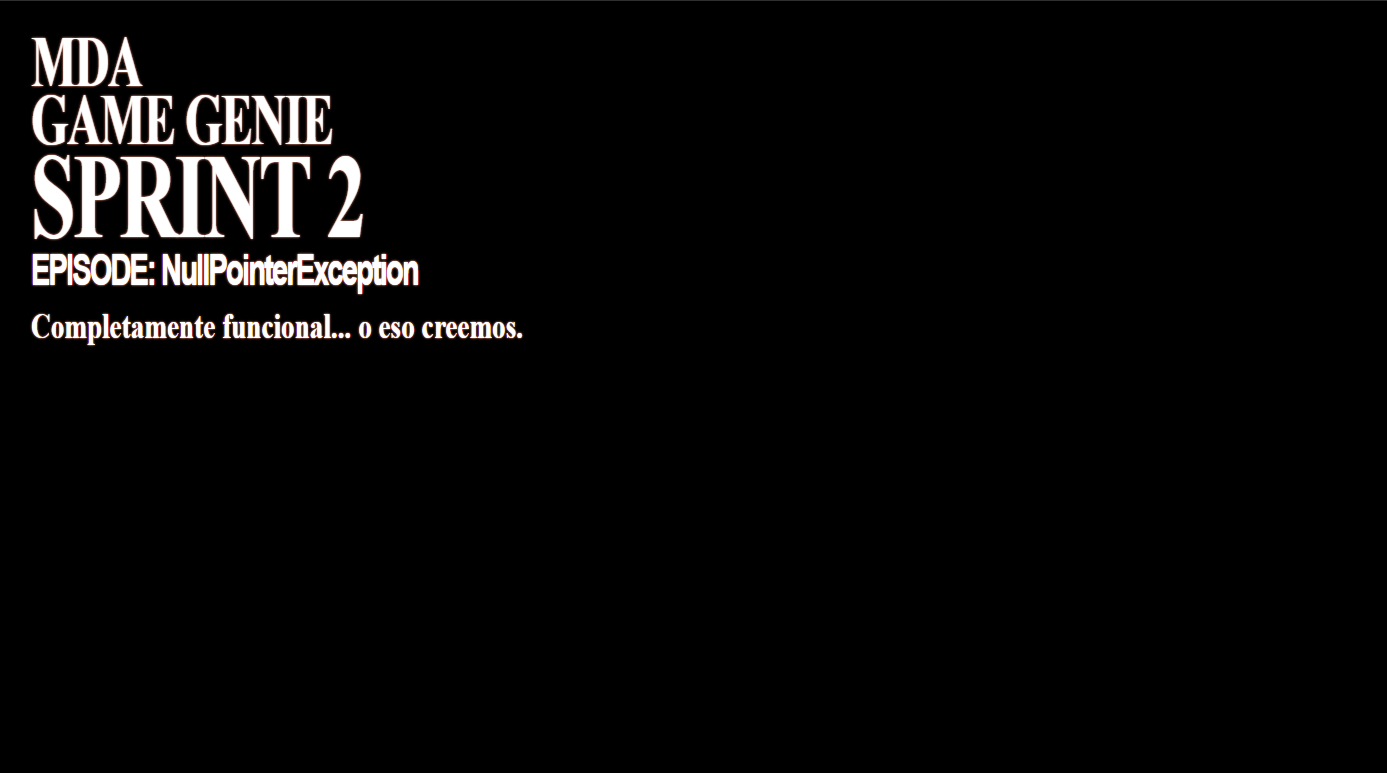 MDA
GAME GENIE
SPRINT 2
EPISODE: NullPointerException
Completamente funcional... o eso creemos.